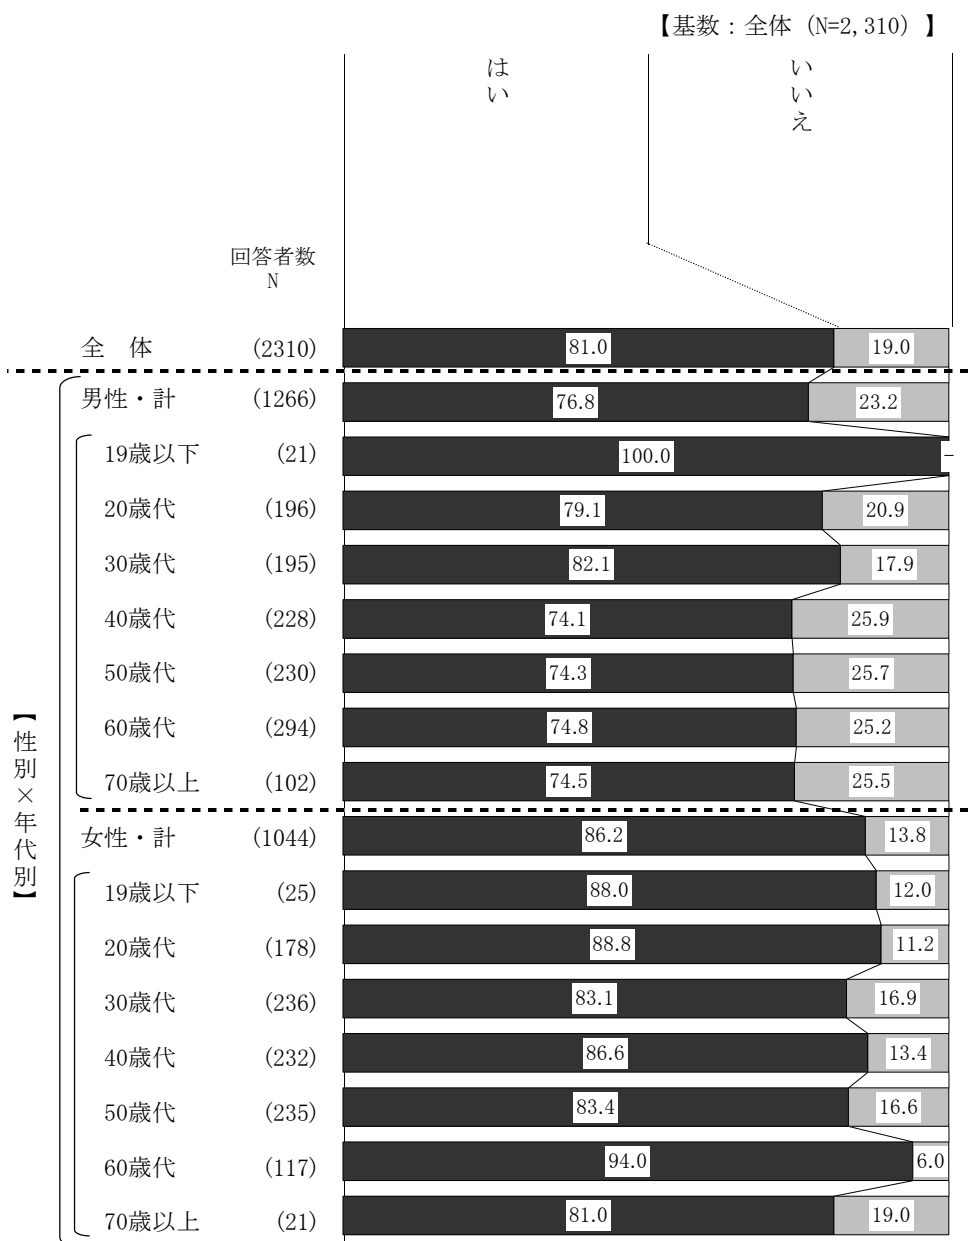 【基数：全体（N=2,310）】
はい
いいえ
回答者数
N
全　体 (2310) 81.0 19.0
男性・計 (1266) 76.8 23.2
19歳以下 (21) 100.0 －
20歳代 (196) 79.1 20.9
30歳代 (195) 82.1 17.9
40歳代 (228) 74.1 25.9
50歳代 (230) 74.3 25.7
60歳代 (294) 74.8 25.2
70歳以上 (102) 74.5 25.5
【性別×年代別】
女性・計 (1044) 86.2 13.8
19歳以下 (25) 88.0 12.0
20歳代 (178) 88.8 11.2
30歳代 (236) 83.1 16.9
40歳代 (232) 86.6 13.4
50歳代 (235) 83.4 16.6
60歳代 (117) 94.0 6.0
70歳以上 (21) 81.0 19.0